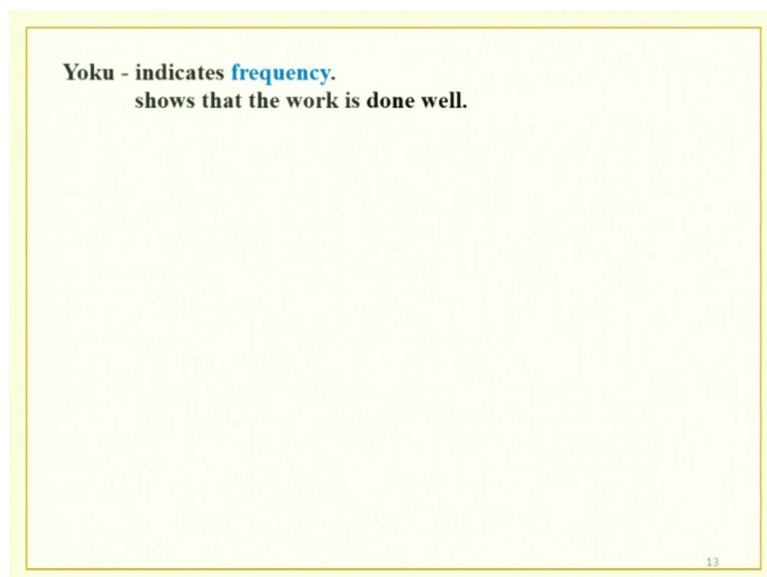 Yoku - indicates frequency.
shows that the work is done well.
13